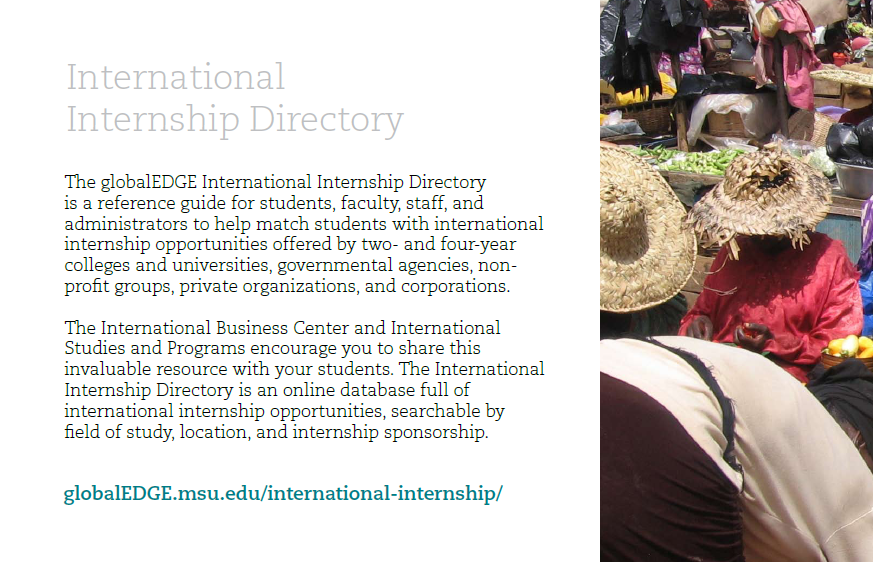 International
Internship Directory
The globalEDGE International Internship Directory
is a reference guide for students, faculty, staff, and
administrators to help match students with international
internship opportunities offered by two- and four-year
colleges and universities, governmental agencies, non-
profit groups, private organizations, and corporations.
The International Business Center and International
Studies and Programs encourage you to share this
invaluable resource with your students. The International
Internship Directory is an online database full of
international internship opportunities, searchable by
field of study, location, and internship sponsorship.
globalEDGE.msu.edu/international-internship/